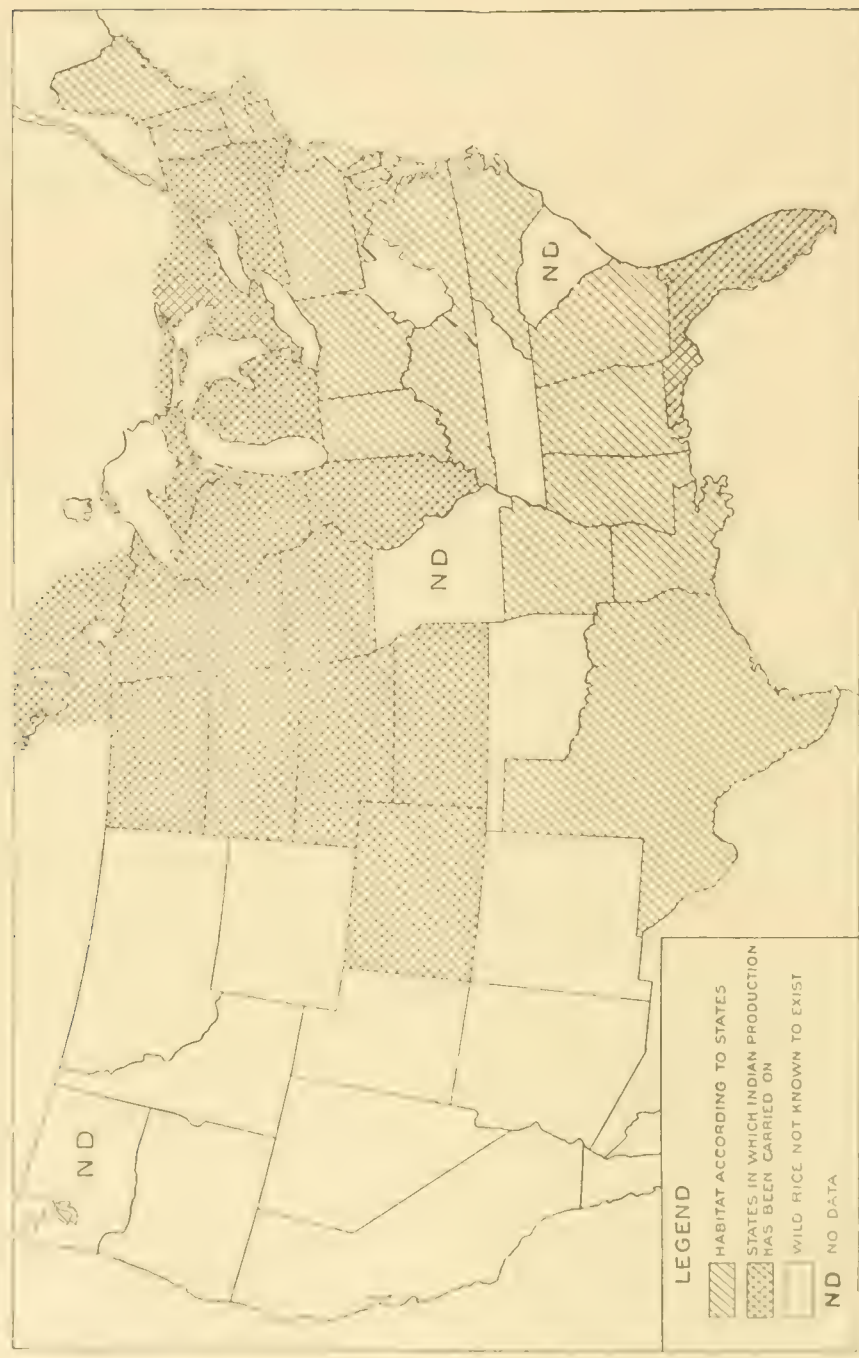 ND
ND
ND
LEGEND
HABITAT ACCORDING TO STATES
STATES IN WHICH INDIAN PRODUCTION
HAS BEEN CARRIED ON
WILD RICE NOT KNOWN TO EXIST
ND NO DATA